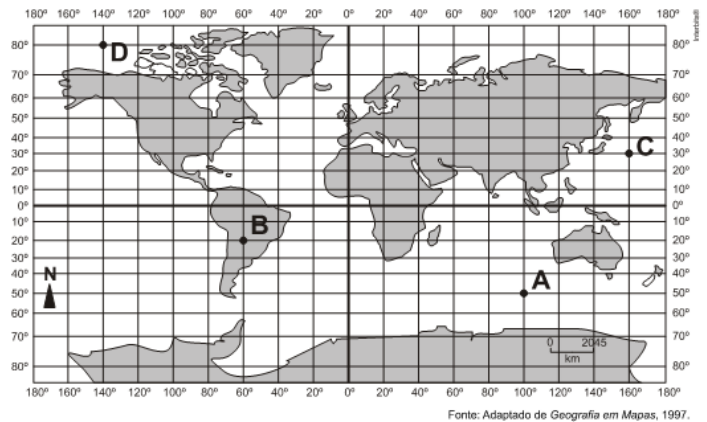 180º 160º 140º 120º 100º 80º 60º 40º 20º 0º 20º 40º 60º 80º 100º 120º 140º 160º 180º
Interbits®
80º D 80º
70º 70º
60º 60º
50º 50º
40º 40º
30º C 30º
20º 20º
10º 10º
0º 0º
10º B 10º
20º 20º
30º 30º
N
40º 40º
50º A 50º
60º 60º
70º 70º
0 2045
km
80º 80º
180º 160º 140º 120º 100º 80º 60º 40º 20º 0º 20º 40º 60º 80º 100º 120º 140º 160º 180º
Fonte: Adaptado de Geografia em Mapas, 1997.